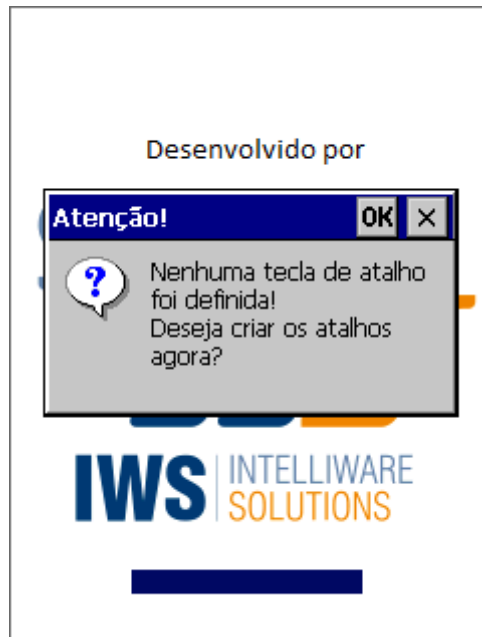 Desenvolvido por
Atenção! OK
Nenhuma tecla de atalho
foi definida!
Deseja criar os atalhos
agora?
IWS INTELLIWARE
SOLUTIONS